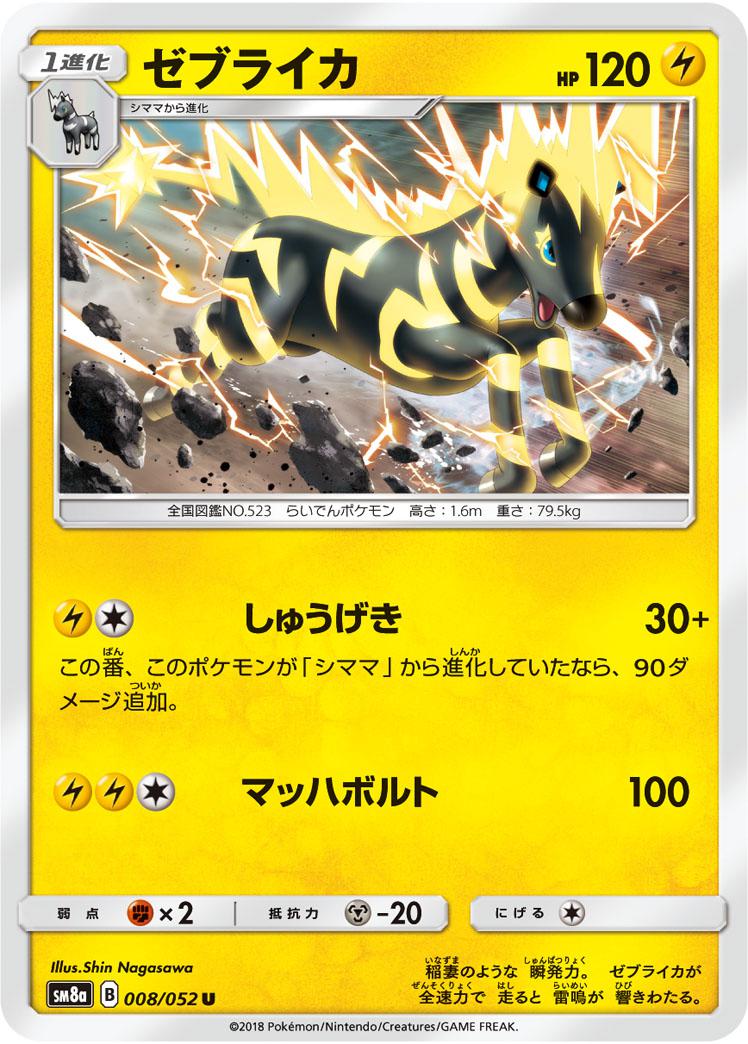 1進化 ゼブライカ HP 120
シママから進化
全国図鑑NO.523 らいでんポケモン 高さ：1.6m 重さ：79.5kg
しゅうげき 30+
この番、このポケモンが「シママ」から進化していたなら、90ダ
メージ追加。
マッハボルト 100
弱点 ×2 抵抗力 -20 にげる
Illus.Shin Nagasawa
稲妻のような 瞬発力。 ゼブライカが
全速力で 走ると 雷鳴が 響きわたる。
SM8a B 008/052 U
©2018 Pokémon/Nintendo/Creatures/GAME FREAK.